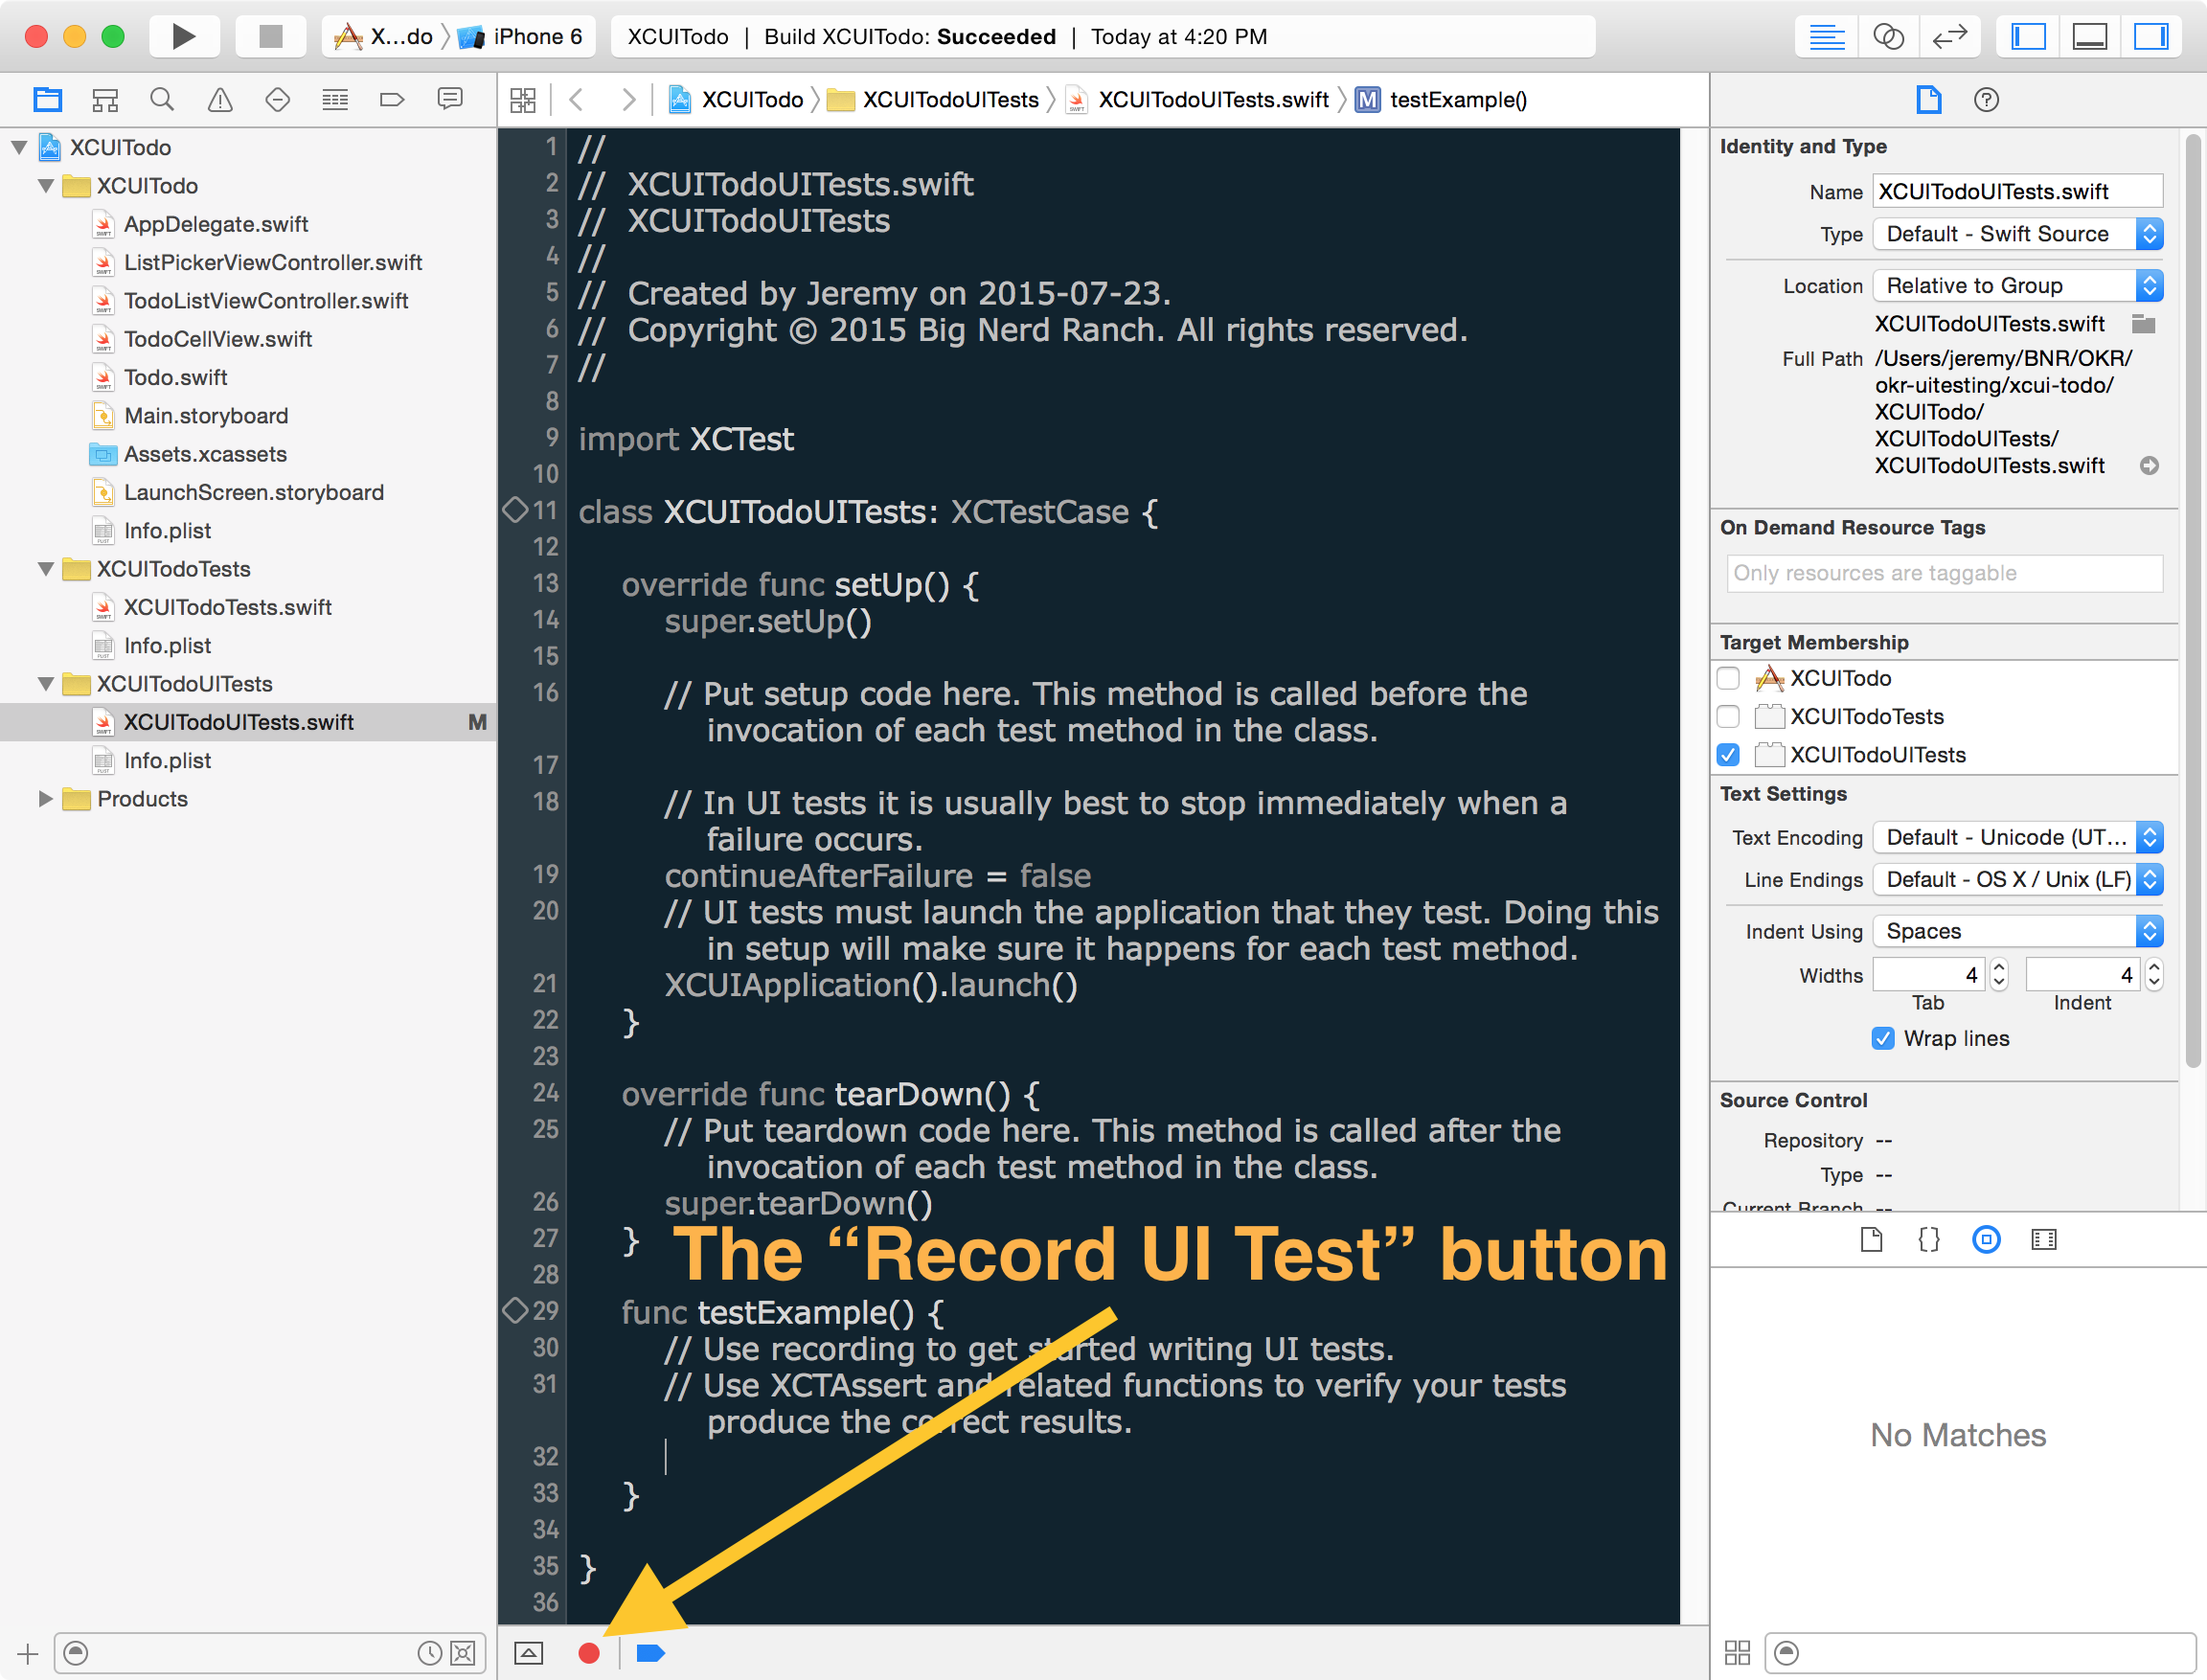 X...do
iPhone 6
XCUITodo | Build XCUITodo: Succeeded | Today at 4:20 PM
XCUITodo
XCUITodoUITests
XCUITodoUITests.swift
M
testExample()
XCUITodo
XCUITodo
AppDelegate.swift
ListPickerViewController.swift
TodoListViewController.swift
TodoCellView.swift
Todo.swift
Main.storyboard
Assets.xcassets
LaunchScreen.storyboard
Info.plist
XCUITodoTests
XCUITodoTests.swift
Info.plist
XCUITodoUITests
XCUITodoUITests.swift M
Info.plist
Products
1 //
2 // XCUITodoUITests.swift
3 // XCUITodoUITests
4 //
5 // Created by Jeremy on 2015-07-23.
6 // Copyright © 2015 Big Nerd Ranch. All rights reserved.
7 //
8
9 import XCTest
10
11 class XCUITodoUITests: XCTestCase {
12
13 override func setUp() {
14 super.setUp()
15
16 // Put setup code here. This method is called before the
invocation of each test method in the class.
17
18 // In UI tests it is usually best to stop immediately when a
failure occurs.
19 continueAfterFailure = false
20 // UI tests must launch the application that they test. Doing this
in setup will make sure it happens for each test method.
21 XCUIApplication().launch()
22 }
23
24 override func tearDown() {
25 // Put teardown code here. This method is called after the
invocation of each test method in the class.
26 super.tearDown()
27 }
The “Record UI Test” button
28
29 func testExample() {
30 // Use recording to get started writing UI tests.
31 // Use XCTAssert and related functions to verify your tests
produce the correct results.
32
33 }
34
35 }
36
Identity and Type
Name XCUITodoUITests.swift
Type Default - Swift Source
Location Relative to Group
XCUITodoUITests.swift
Full Path /Users/jeremy/BNR/OKR/
okr-uitesting/xcui-todo/
XCUITodo/
XCUITodoUITests/
XCUITodoUITests.swift
On Demand Resource Tags
Only resources are taggable
Target Membership
XCUITodo
XCUITodoTests
XCUITodoUITests
Text Settings
Text Encoding Default - Unicode (UT...
Line Endings Default - OS X / Unix (LF)
Indent Using Spaces
Widths 4 4
Tab Indent
Wrap lines
Source Control
Repository --
Type --
Current Branch --
{}
No Matches